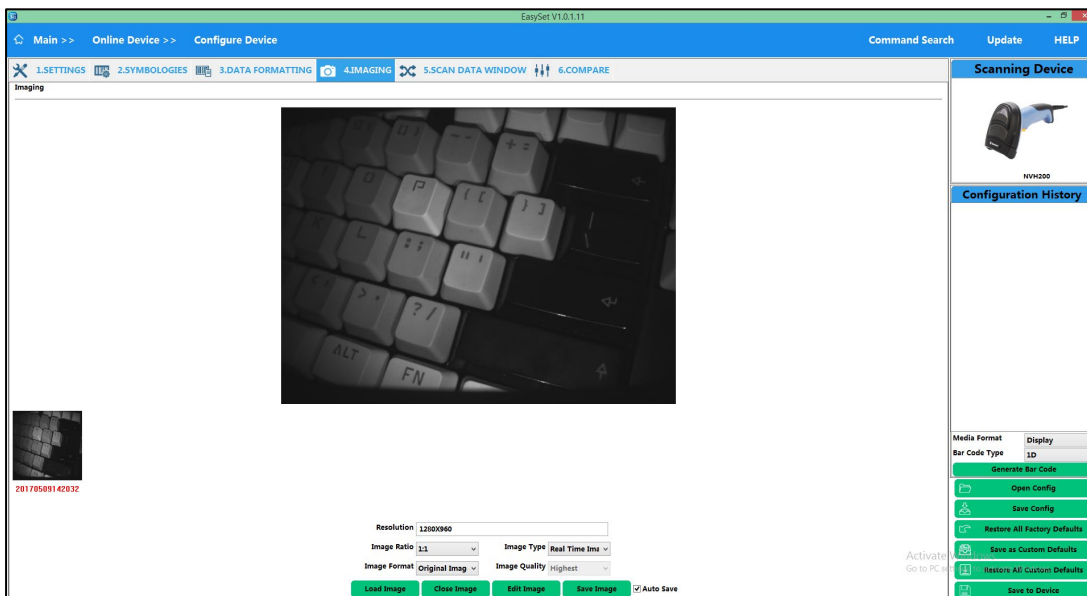 EasySet V1.0.1.11
Main >> Online Device >> Configure Device Command Search Update HELP
1.SETTINGS 2.SYMBOLOGIES 3.DATA FORMATTING 4.IMAGING 5.SCAN DATA WINDOW 6.COMPARE
Imaging
Scanning Device
NVH200
Configuration History
+ =
P { [ } ]
L : ; " '
> . ? /
ALT
FN
20170509142032
Resolution 1280X960
Image Ratio 1:1 Image Type Real Time Ima
Image Format Original Imag Image Quality Highest
Load Image Close Image Edit Image Save Image Auto Save
Media Format Display
Bar Code Type 1D
Generate Bar Code
Open Config
Save Config
Restore All Factory Defaults
Save as Custom Defaults
Restore All Custom Defaults
Save to Device
Activate
Go to PC